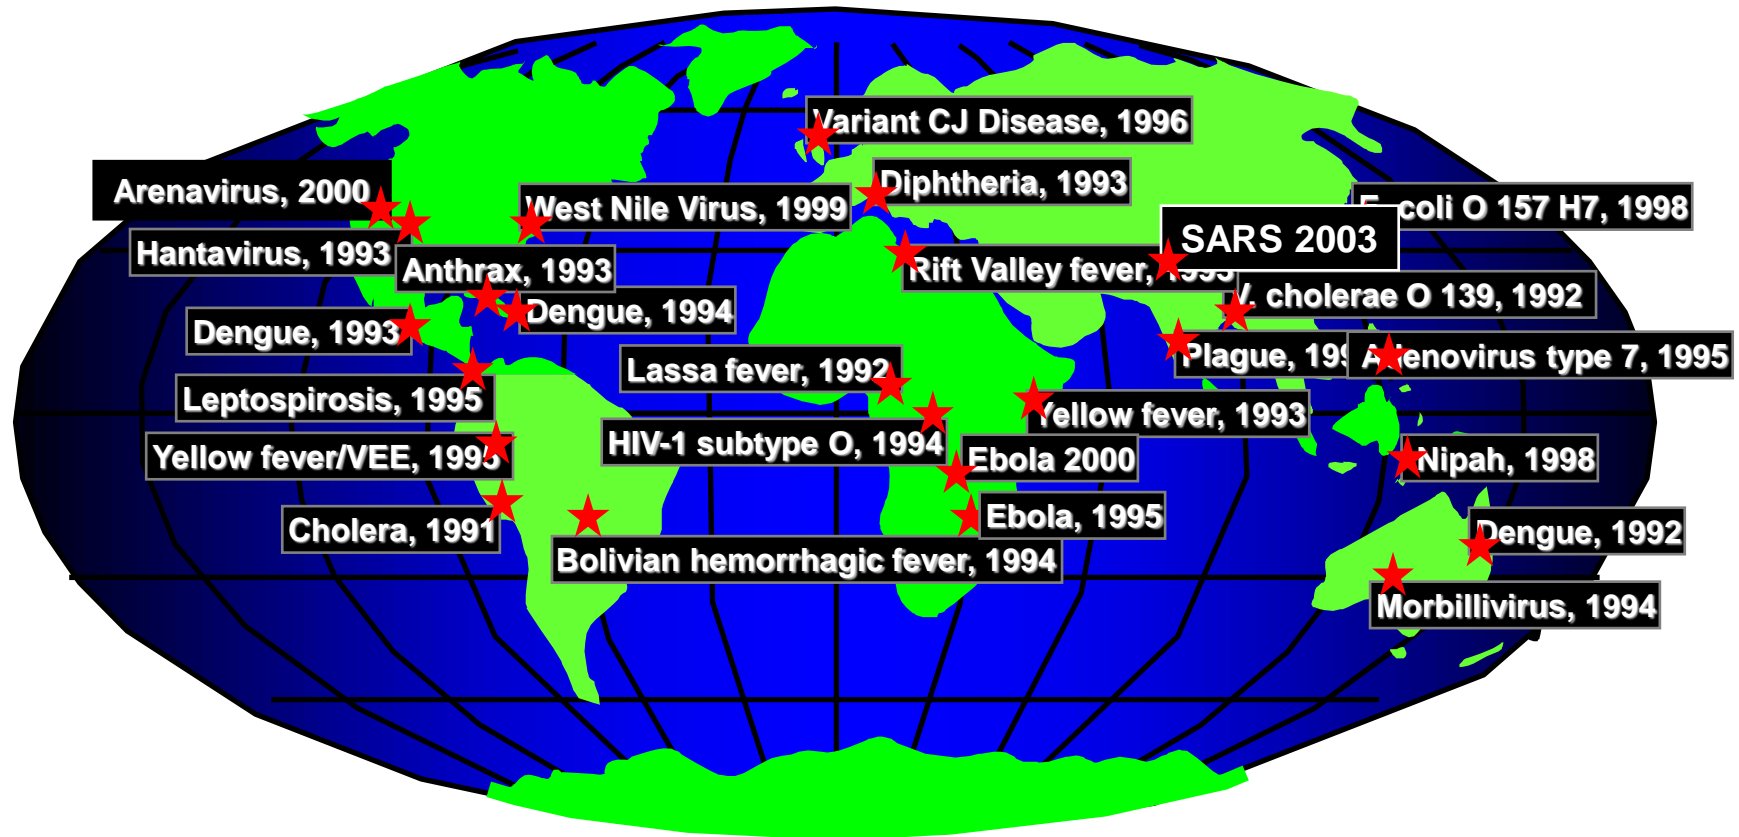 Variant CJ Disease, 1996
Diphtheria, 1993
Arenavirus, 2000
West Nile Virus, 1999
coli O 157 H7, 1998
SARS 2003
Hantavirus, 1993
Anthrax, 1993
Rift Valley fever, 1993
V. cholerae O 139, 1992
Dengue, 1993
Dengue, 1994
Plague,
Adenovirus type 7, 1995
Lassa fever, 1992
Leptospirosis, 1995
Yellow fever, 1993
HIV-1 subtype O, 1994
Yellow fever/VEE, 1995
Ebola 2000
Nipah, 1998
Cholera, 1991
Ebola, 1995
Dengue, 1992
Bolivian hemorrhagic fever, 1994
Morbillivirus, 1994